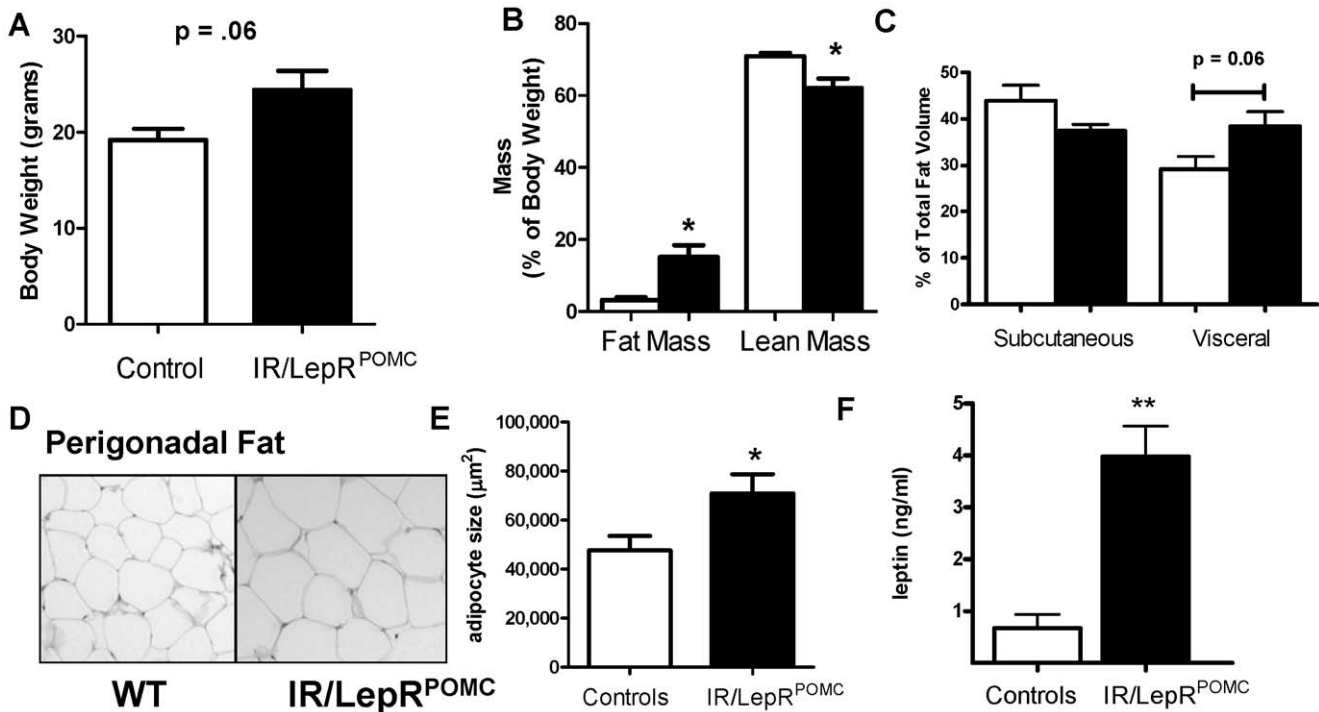 A
p = .06
Body Weight (grams)
30
20
10
0
Control IR/LepR^POMC
B
Mass
(% of Body Weight)
80
60
40
20
0
*
*
Fat Mass Lean Mass
C
p = 0.06
% of Total Fat Volume
50
40
30
20
10
0
Subcutaneous Visceral
D
Perigonadal Fat
WT IR/LepR^POMC
E
adipocyte size (μm²)
100,000
80,000
60,000
40,000
20,000
0
*
Controls IR/LepR^POMC
F
leptin (ng/ml)
5
4
3
2
1
**
Controls IR/LepR^POMC